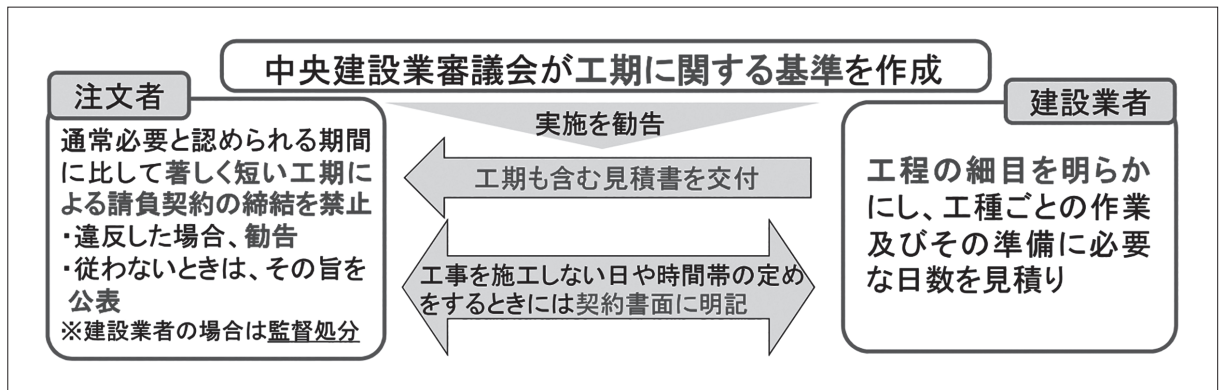 中央建設業審議会が工期に関する基準を作成
注文者
通常必要と認められる期間
に比して著しく短い工期に
よる請負契約の締結を禁止
・違反した場合、勧告
・従わないときは、その旨を
公表
※建設業者の場合は監督処分
実施を勧告
工期も含む見積書を交付
工事を施工しない日や時間帯の定め
をするときには契約書面に明記
建設業者
工程の細目を明らか
にし、工種ごとの作業
及びその準備に必要
な日数を見積り